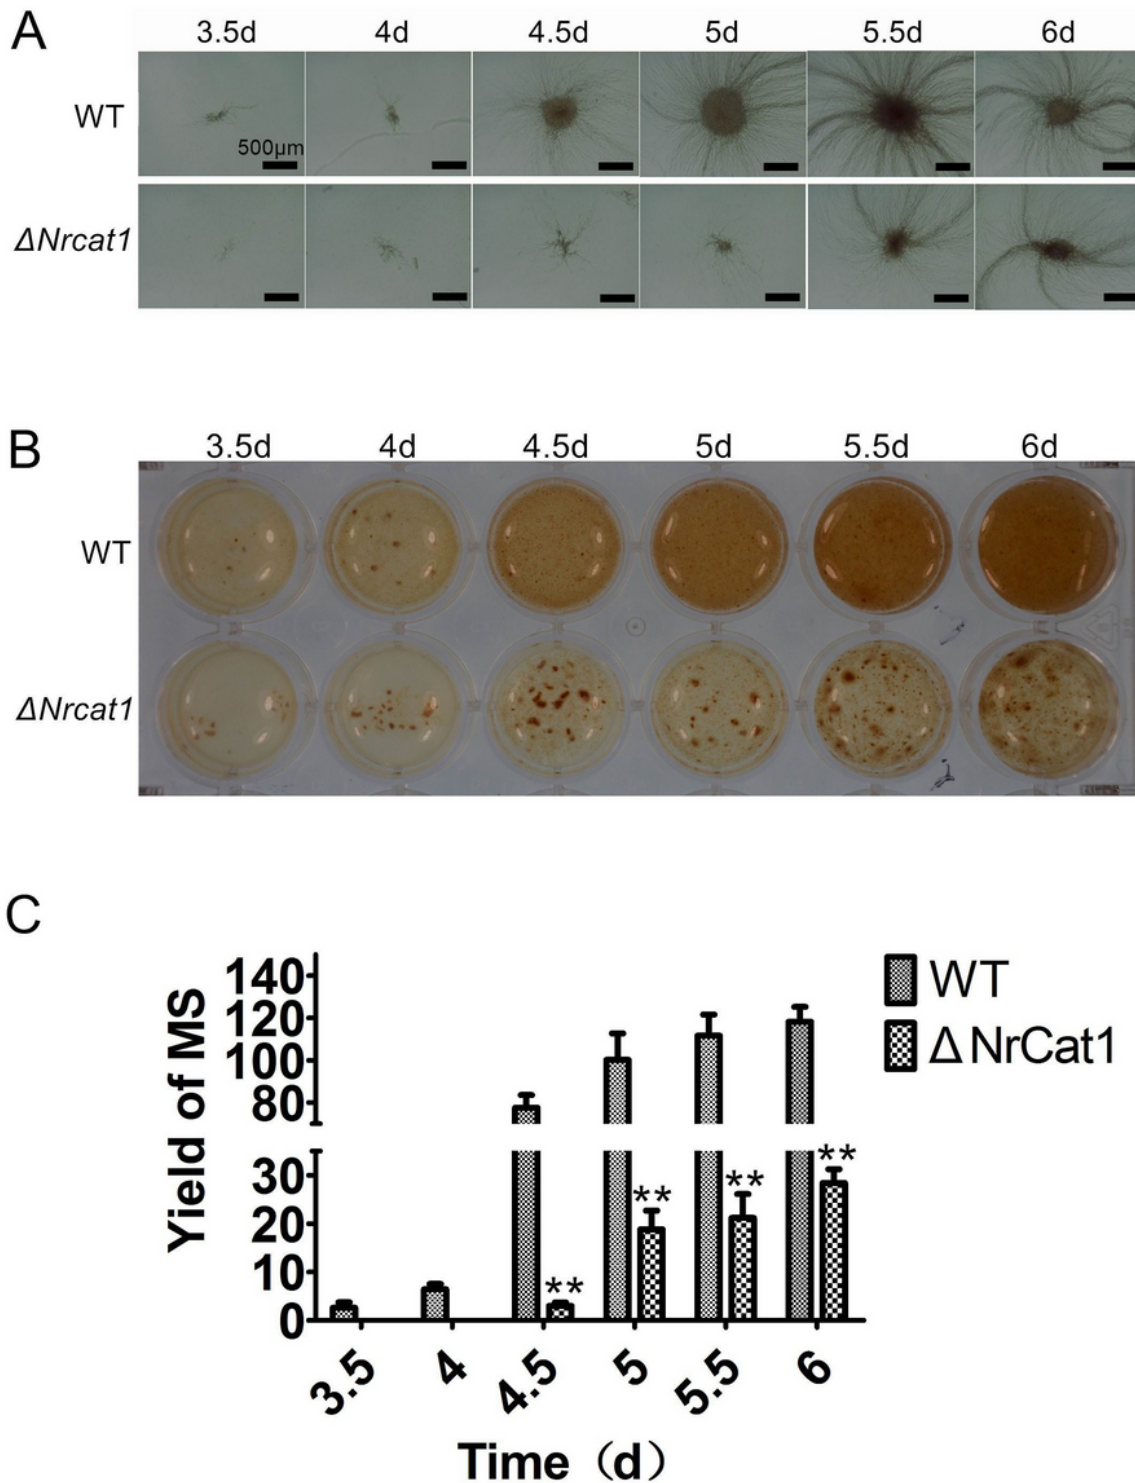 A
3.5d 4d 4.5d 5d 5.5d 6d
WT
500μm
ΔNrcat1
B
3.5d 4d 4.5d 5d 5.5d 6d
WT
ΔNrcat1
C
Yield of MS
140
120
100
80
30
20
10
0
** ** ** **
WT
Δ NrCat1
3.5 4 4.5 5 5.5 6
Time (d)